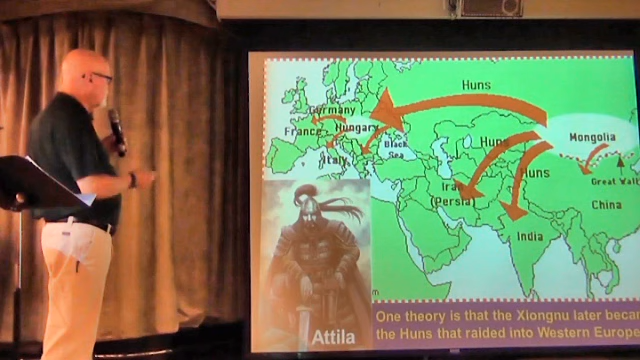 Huns
Germany
France
Hungary
Black
Sea
Italy
Huns
Mongolia
Huns
Great Wall
Iran
(Persia)
China
India
Attila
One theory is that the Xiongnu later becam
the Huns that raided into Western Europe